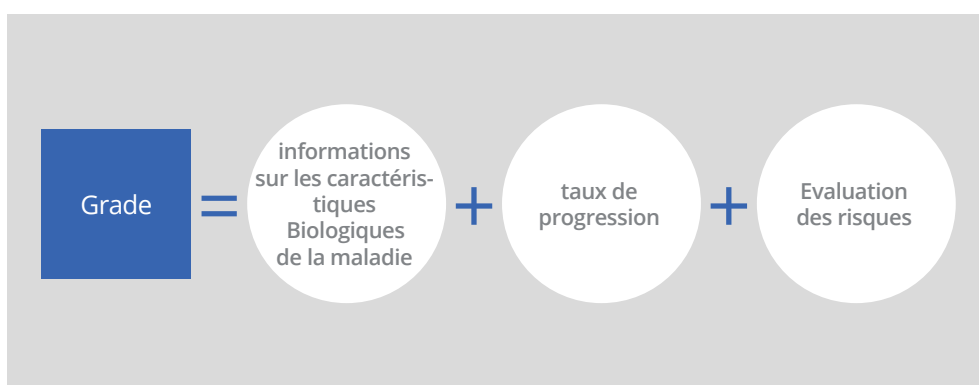 Grade
=
informations
sur les caractéris-
tiques
Biologiques
de la maladie
+
taux de
progression
+
Evaluation
des risques